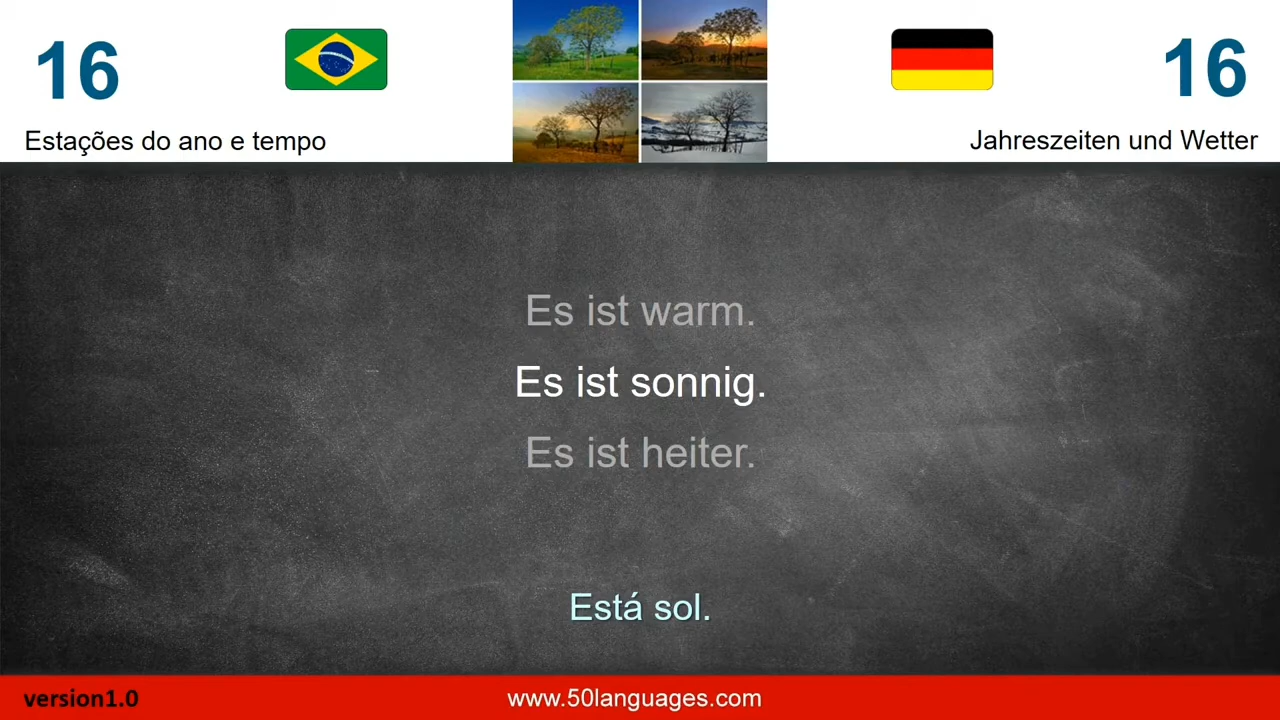 16
16
Estações do ano e tempo
Jahreszeiten und Wetter
Es ist warm.
Es ist sonnig.
Es ist heiter.
Está sol.
version1.0
www.50languages.com